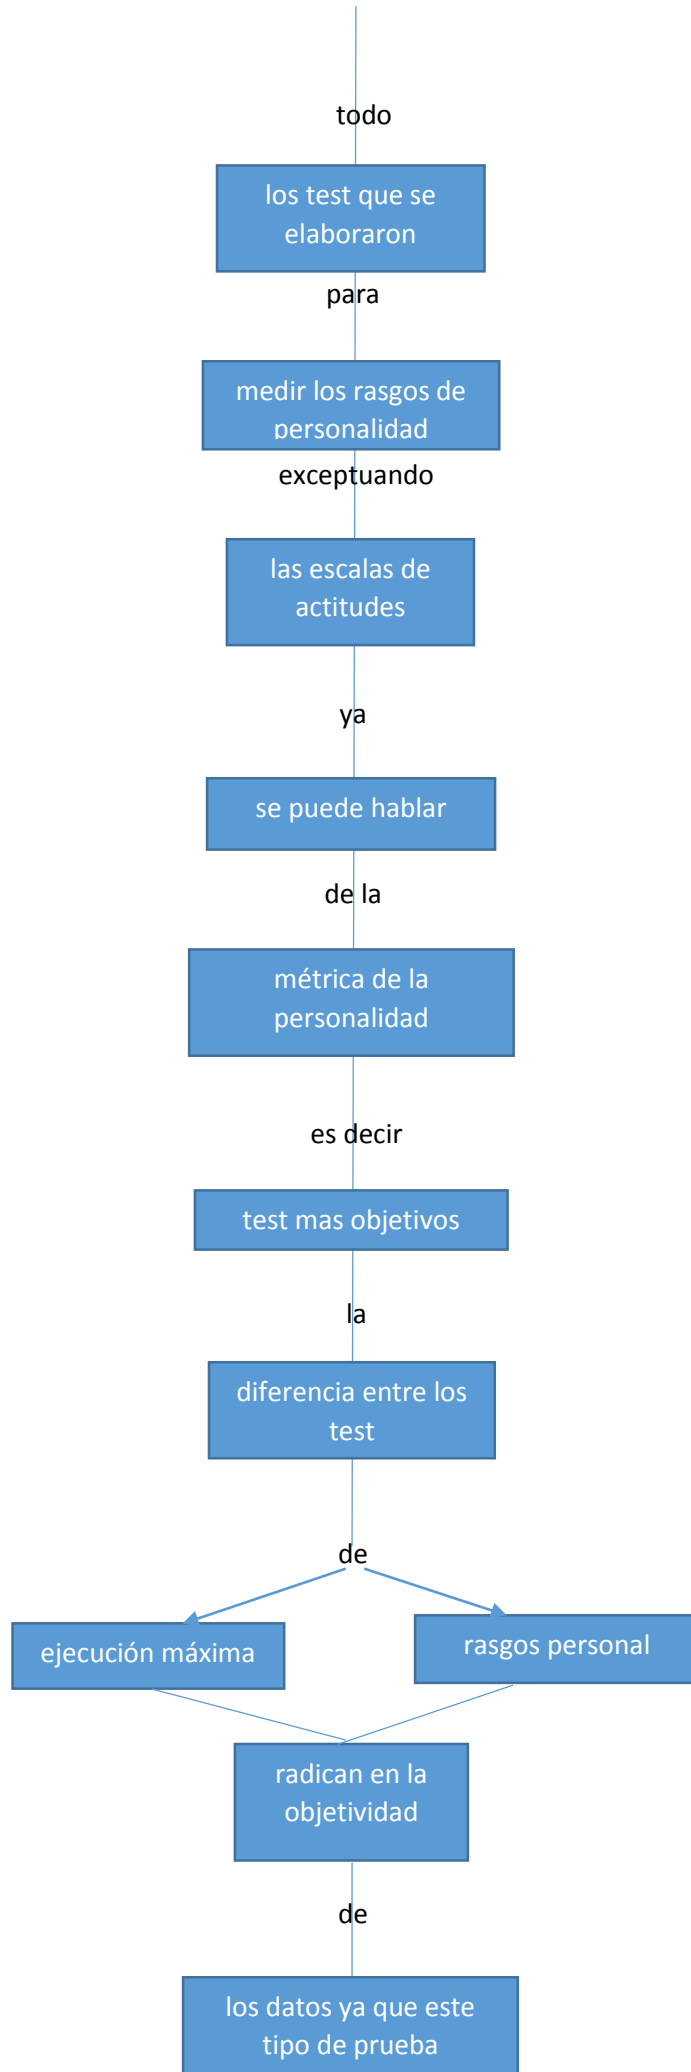 todo
los test que se
elaboraron
para
medir los rasgos de
personalidad
exceptuando
las escalas de
actitudes
ya
se puede hablar
de la
métrica de la
personalidad
es decir
test mas objetivos
la
diferencia entre los
test
de
ejecución máxima
rasgos personal
radican en la
objetividad
de
los datos ya que este
tipo de prueba